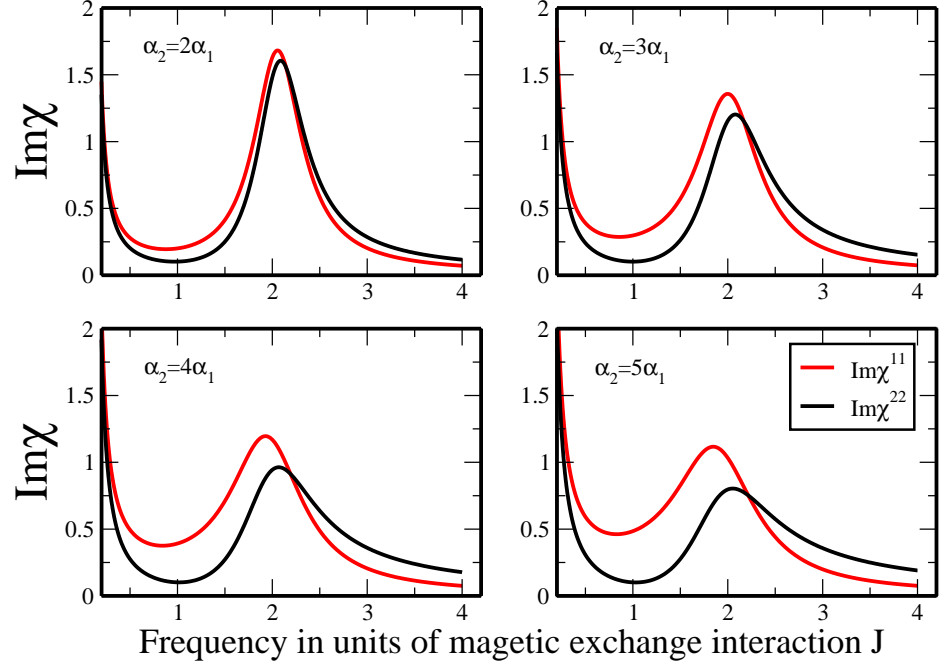 α₂=2α₁
α₂=3α₁
Imχ
2
1.5
1
0.5
0
1 2 3 4
2
1.5
1
0.5
0
1 2 3 4
α₂=4α₁
α₂=5α₁
Imχ¹¹
Imχ²²
Imχ
2
1.5
1
0.5
0
1 2 3 4
2
1.5
1
0.5
0
1 2 3 4
Frequency in units of magetic exchange interaction J